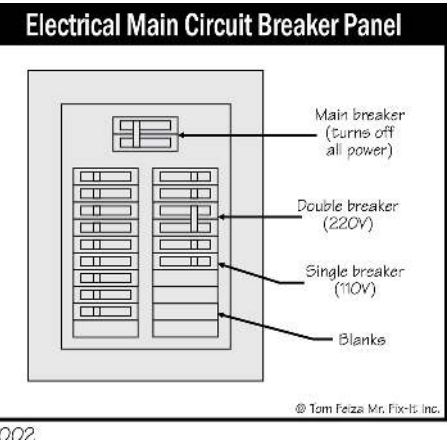 Electrical Main Circuit Breaker Panel
Main breaker
(turns off
all power)
Double breaker
(220V)
Single breaker
(110V)
Blanks
© Tom Feiza Mr. Fix-It Inc.